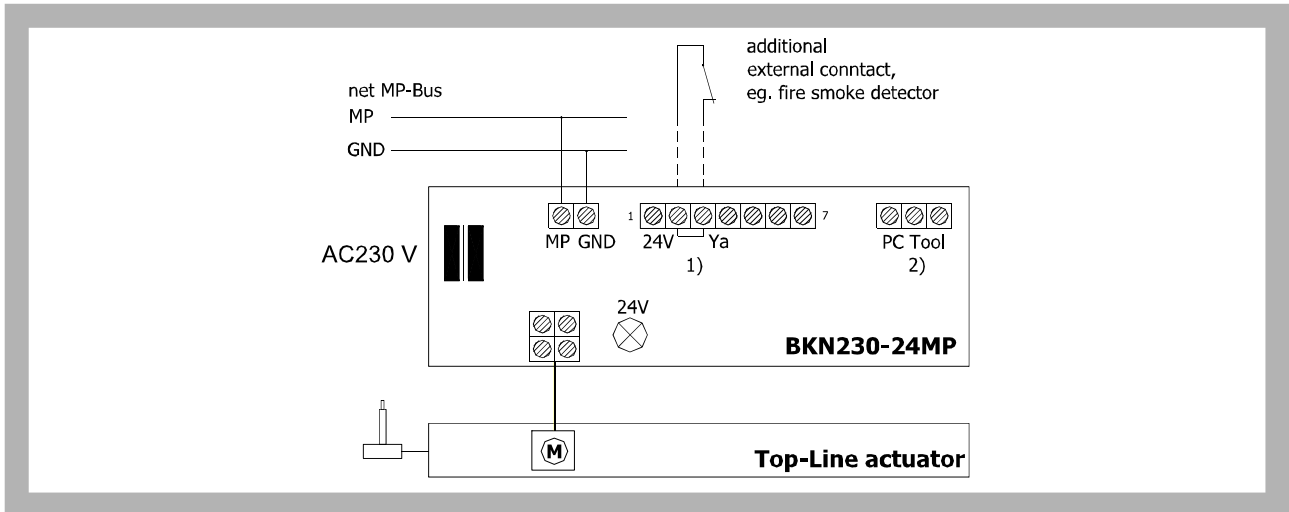 additional
external conntact,
eg. fire smoke detector
net MP-Bus
MP
GND
AC230 V
1
7
MP GND
24V
Ya
1)
PC Tool
2)
24V
BKN230-24MP
M
Top-Line actuator